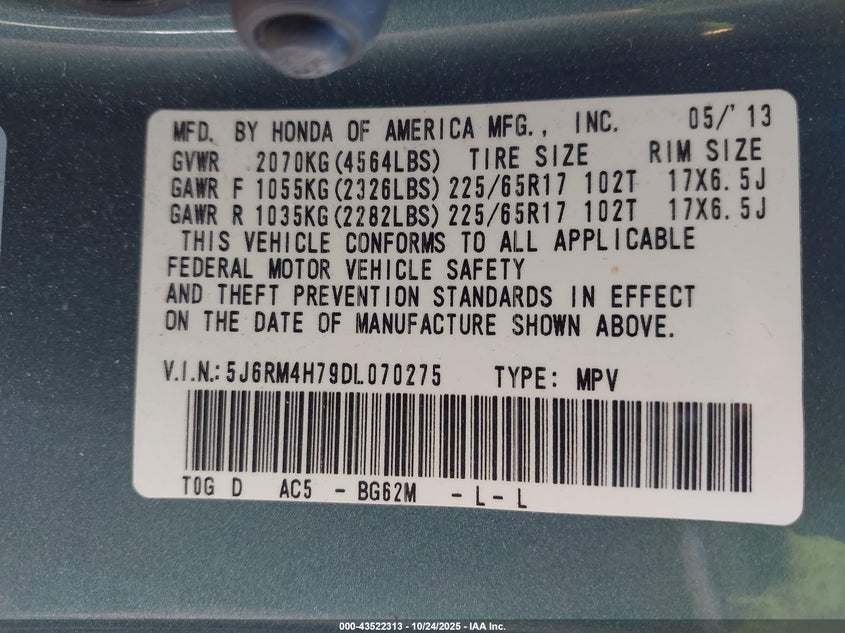 MFD. BY HONDA OF AMERICA MFG., INC. 05/'13
GVWR 2070KG(4564LBS) TIRE SIZE RIM SIZE
GAWR F 1055KG(2326LBS) 225/65R17 102T 17X6.5J
GAWR R 1035KG(2282LBS) 225/65R17 102T 17X6.5J
THIS VEHICLE CONFORMS TO ALL APPLICABLE
FEDERAL MOTOR VEHICLE SAFETY
AND THEFT PREVENTION STANDARDS IN EFFECT
ON THE DATE OF MANUFACTURE SHOWN ABOVE.
V.I.N.: 5J6RM4H79DL070275 TYPE: MPV
T0G D AC5 - BG62M - L - L
000-43522313 - 10/24/2025 - IAA Inc.